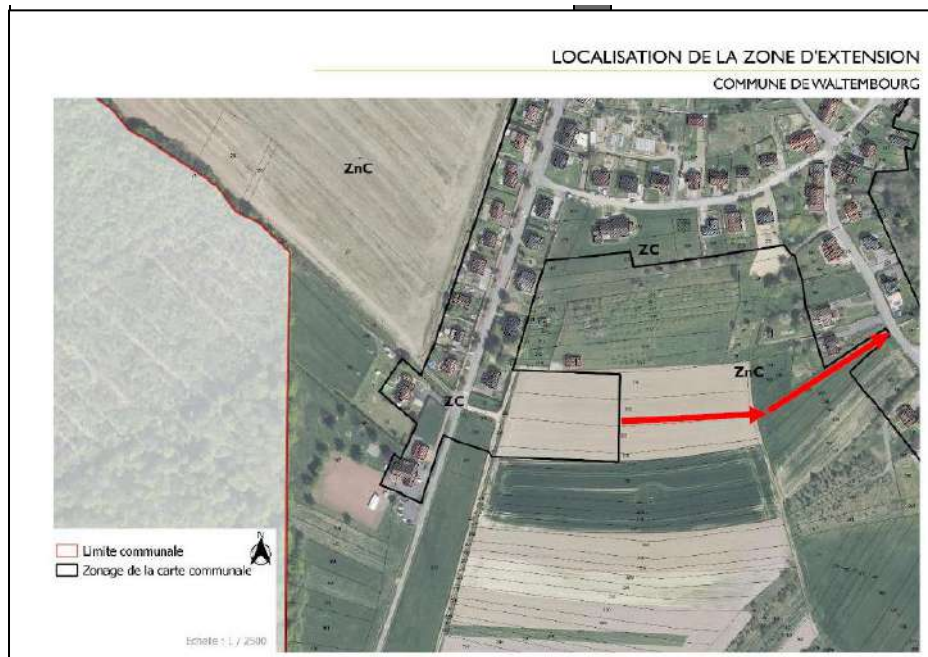 LOCALISATION DE LA ZONE D'EXTENSION
COMMUNE DE WALTEMBOURG
ZnC
ZC
ZnC
ZC
Limite communale
Zonage de la carte communale
Echelle : 1 / 2500